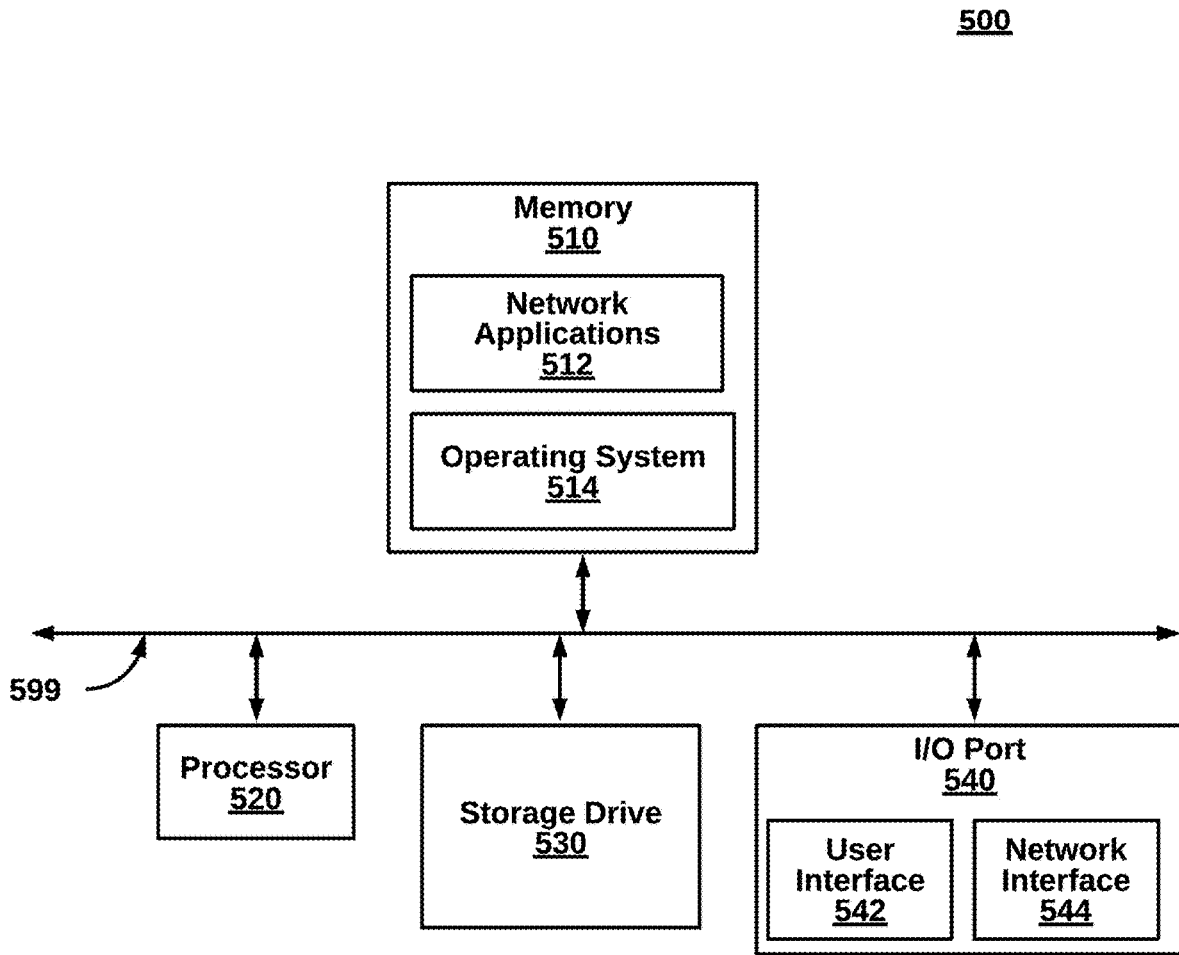 500
Memory
510
Network
Applications
512
Operating System
514
599
Processor
520
Storage Drive
530
I/O Port
540
User
Interface
542
Network
Interface
544